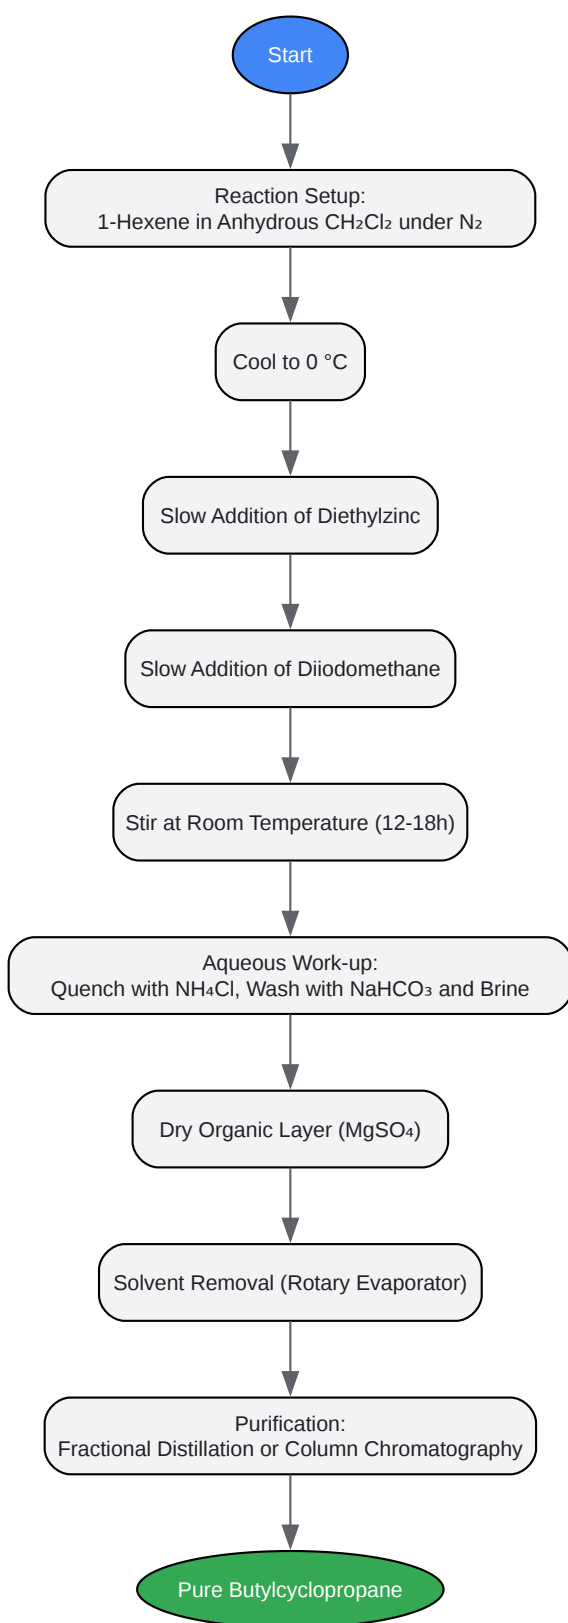 Start
Reaction Setup:
1-Hexene in Anhydrous CH₂Cl₂ under N₂
Cool to 0 °C
Slow Addition of Diethylzinc
Slow Addition of Diiodomethane
Stir at Room Temperature (12-18h)
Aqueous Work-up:
Quench with NH₄Cl, Wash with NaHCO₃ and Brine
Dry Organic Layer (MgSO₄)
Solvent Removal (Rotary Evaporator)
Purification:
Fractional Distillation or Column Chromatography
Pure Butylcyclopropane